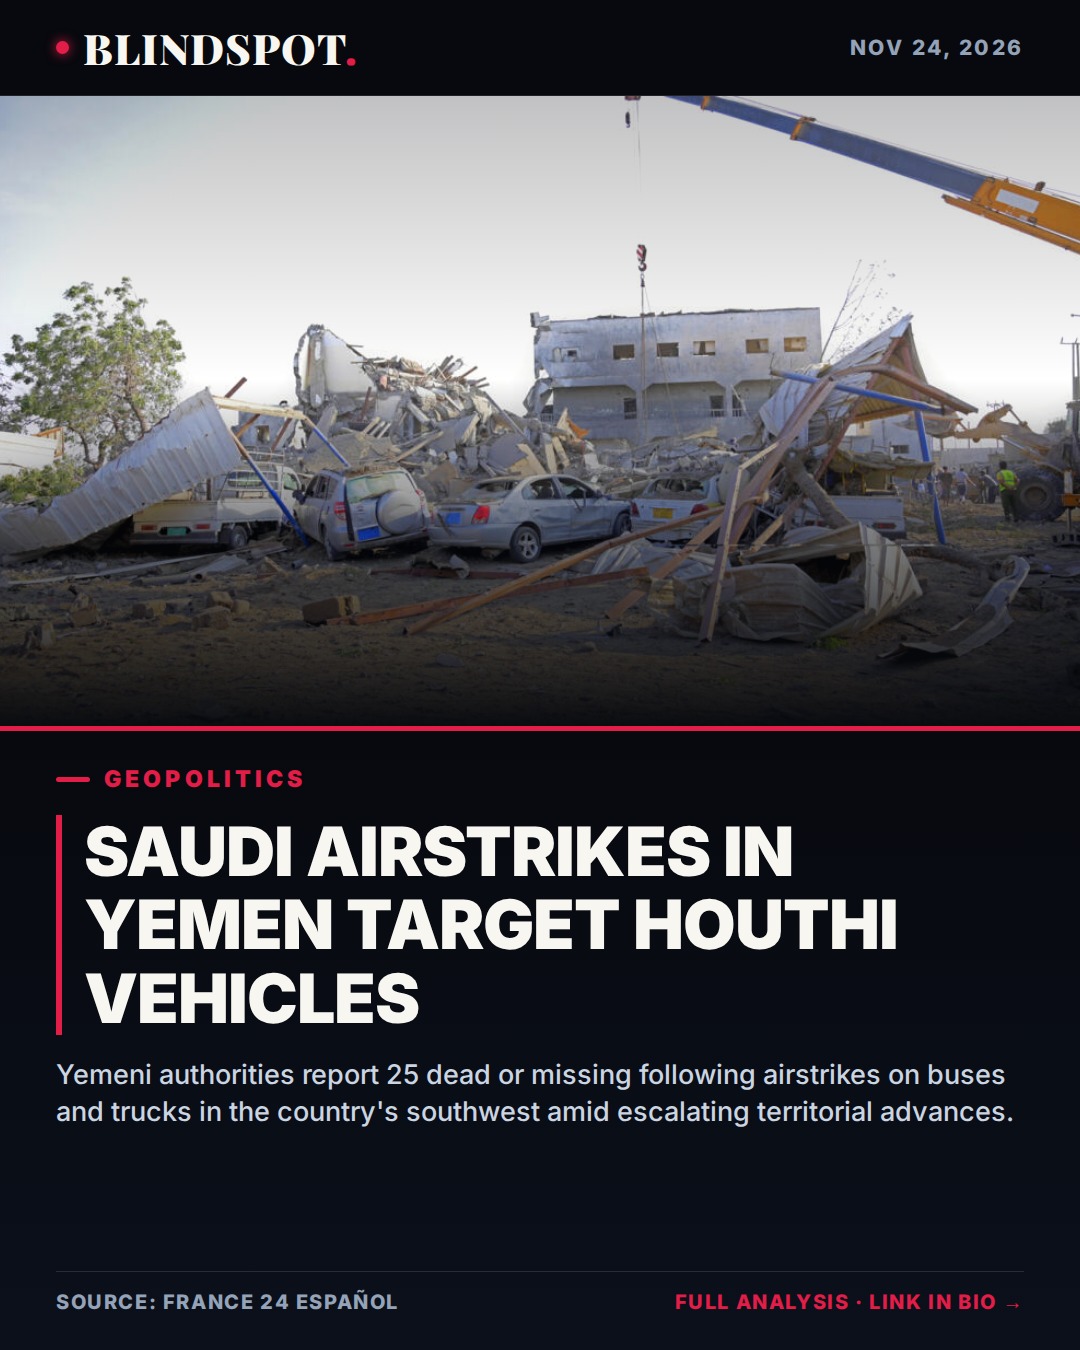 BLINDSPOT.
NOV 24, 2026
GEOPOLITICS
SAUDI AIRSTRIKES IN
YEMEN TARGET HOUTHI
VEHICLES
Yemeni authorities report 25 dead or missing following airstrikes on buses
and trucks in the country's southwest amid escalating territorial advances.
SOURCE: FRANCE 24 ESPAÑOL
FULL ANALYSIS · LINK IN BIO →